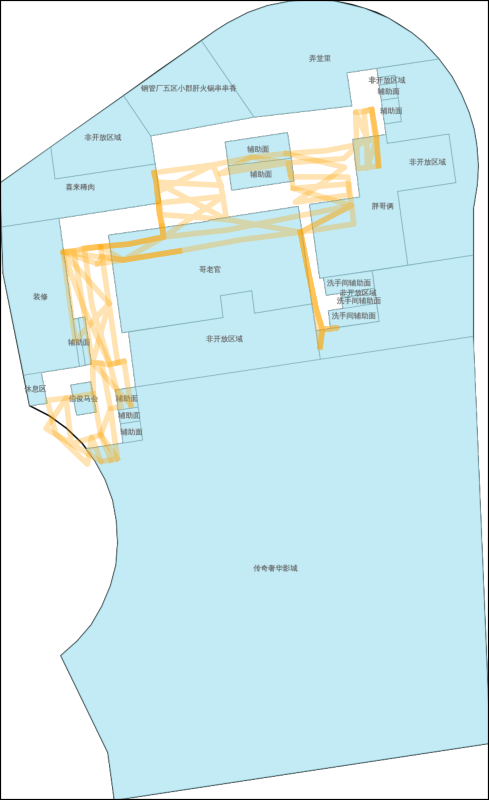 弄堂里
钢管厂五区小郡肝火锅串串香
非开放区域
辅助面
辅助面
非开放区域
辅助面
辅助面
非开放区域
喜来稀肉
胖哥俩
哥老官
洗手间辅助面
非开放区域
洗手间辅助面
洗手间辅助面
装修
非开放区域
辅助面
休息区
伯俊马会
辅助面
辅助面
辅助面
传奇奢华影城